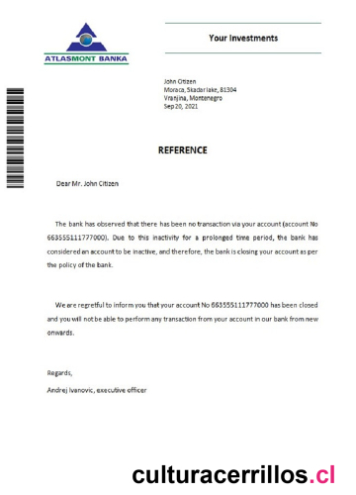 Your Investments
ATLASMONT BANKA
John Citizen
Moraca, Skadar lake, 81304
Vranjina, Montenegro
Sep 20, 2021
REFERENCE
Dear Mr. John Citizen
The bank has observed that there has been no transaction via your account (account No
663555111777000). Due to this inactivity for a prolonged time period, the bank has
considered an account to be inactive, and therefore, the bank is closing your account as per
the policy of the bank.
We are regretful to inform you that your account No 663555111777000 has been closed
and you will not be able to perform any transaction from your account in our bank from new
onwards.
Regards,
Andrej Ivanovic, executive officer
culturacerrillos.cl